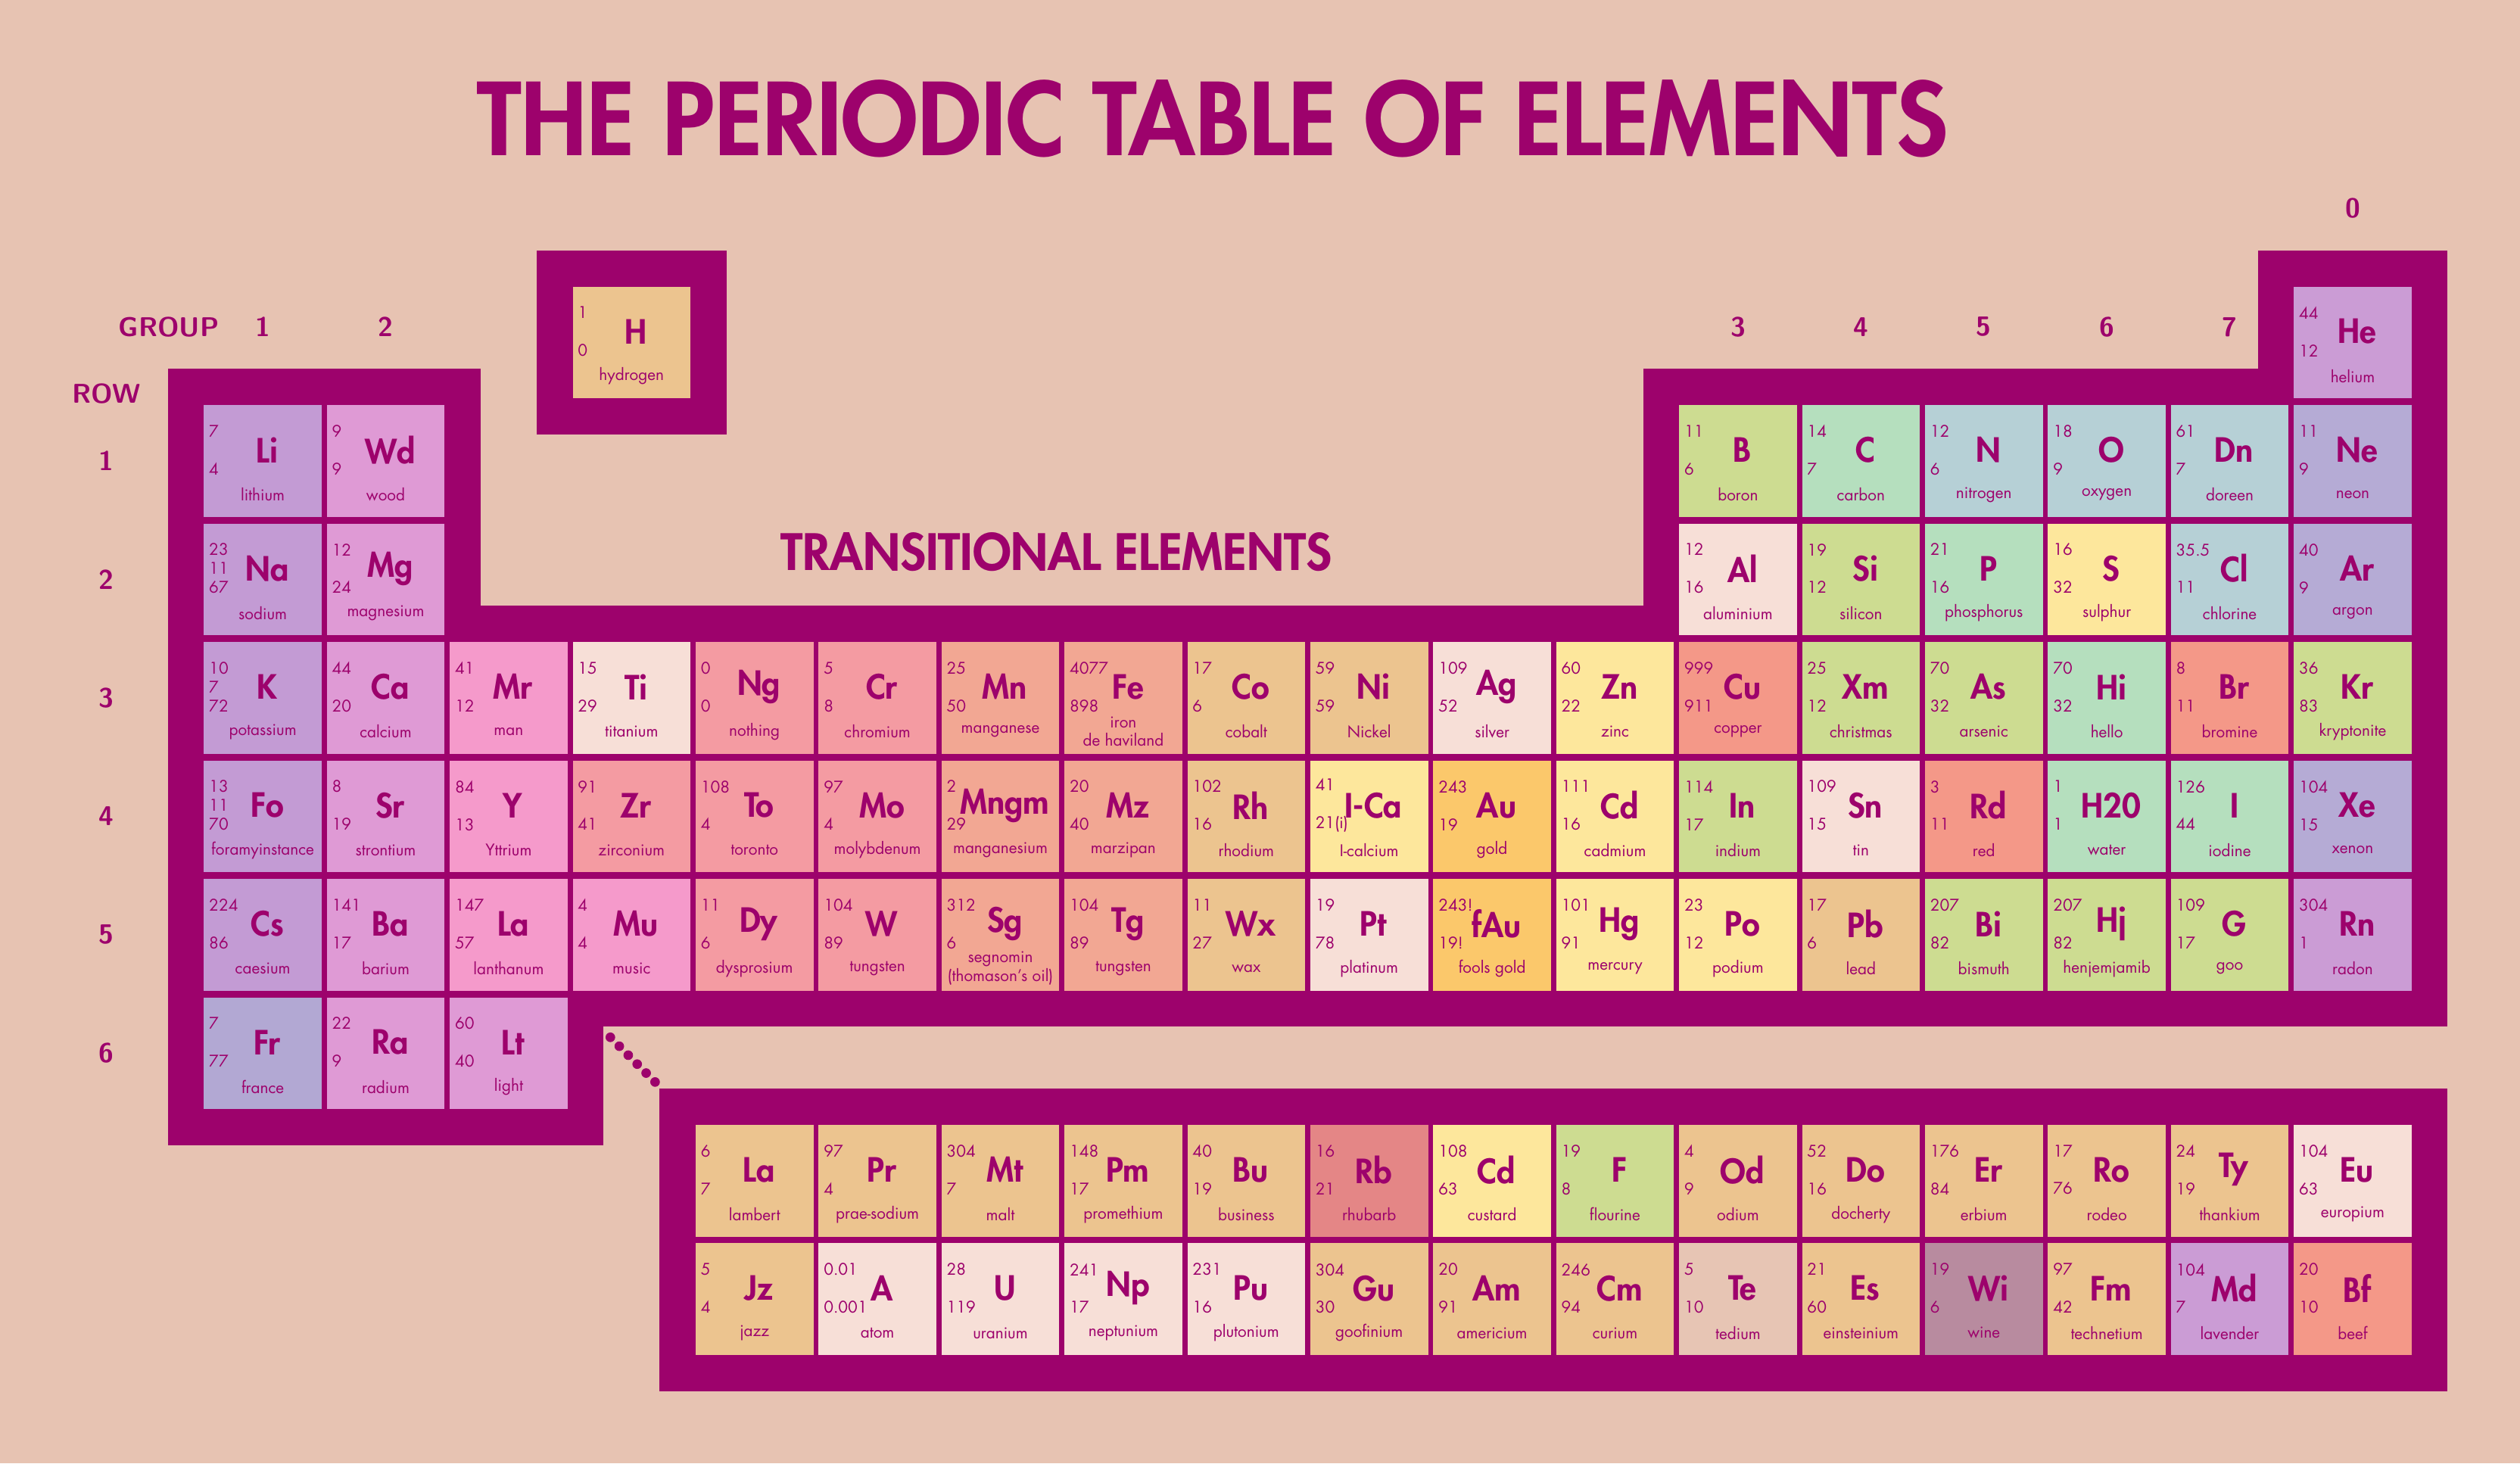 THE PERIODIC TABLE OF ELEMENTS
0
GROUP 1 2 3 4 5 6 7
ROW
1 H 0 hydrogen
44 He 12 helium
1
7 Li 4 lithium
9 Wd 9 wood
11 B 6 boron
14 C 7 carbon
12 N 6 nitrogen
18 O 9 oxygen
61 Dn 7 doreen
11 Ne 9 neon
TRANSITIONAL ELEMENTS
2
23 11 67 Na sodium
12 Mg 24 magnesium
12 Al 16 aluminium
19 Si 12 silicon
21 P 16 phosphorus
16 S 32 sulphur
35.5 Cl 11 chlorine
40 Ar 9 argon
3
10 7 72 K potassium
44 Ca 20 calcium
41 Mr 12 man
15 Ti 29 titanium
0 Ng 0 nothing
5 Cr 8 chromium
25 Mn 50 manganese
4077 Fe 898 iron de haviland
17 Co 6 cobalt
59 Ni 59 Nickel
109 Ag 52 silver
60 Zn 22 zinc
999 Cu 911 copper
25 Xm 12 christmas
70 As 32 arsenic
70 Hi 32 hello
8 Br 11 bromine
36 Kr 83 kryptonite
4
13 11 70 Fo foramyinstance
8 Sr 19 strontium
84 Y 13 Yttrium
91 Zr 41 zirconium
108 To 4 toronto
97 Mo 4 molybdenum
2 Mngm 29 manganesium
20 Mz 40 marzipan
102 Rh 16 rhodium
41 I-Ca 21(i) I-calcium
243 Au 19 gold
111 Cd 16 cadmium
114 In 17 indium
109 Sn 15 tin
3 Rd 11 red
1 H20 1 water
126 I 44 iodine
104 Xe 15 xenon
5
224 Cs 86 caesium
141 Ba 17 barium
147 La 57 lanthanum
4 Mu 4 music
11 Dy 6 dysprosium
104 W 89 tungsten
312 Sg 6 segnomin (thomason's oil)
104 Tg 89 tungsten
11 Wx 27 wax
19 Pt 78 platinum
243! fAu 19! fools gold
101 Hg 91 mercury
23 Po 12 podium
17 Pb 6 lead
207 Bi 82 bismuth
207 Hj 82 henjemjamib
109 G 17 goo
304 Rn 1 radon
6
7 Fr 77 france
22 Ra 9 radium
60 Lt 40 light
6 La 7 lambert
97 Pr 4 prae-sodium
304 Mt 7 malt
148 Pm 17 promethium
40 Bu 19 business
16 Rb 21 rhubarb
108 Cd 63 custard
19 F 8 flourine
4 Od 9 odium
52 Do 16 docherty
176 Er 84 erbium
17 Ro 76 rodeo
24 Ty 19 thankium
104 Eu 63 europium
5 Jz 4 jazz
0.01 A 0.001 atom
28 U 119 uranium
241 Np 17 neptunium
231 Pu 16 plutonium
304 Gu 30 goofinium
20 Am 91 americium
246 Cm 94 curium
5 Te 10 tedium
21 Es 60 einsteinium
19 Wi 6 wine
97 Fm 42 technetium
104 Md 7 lavender
20 Bf 10 beef